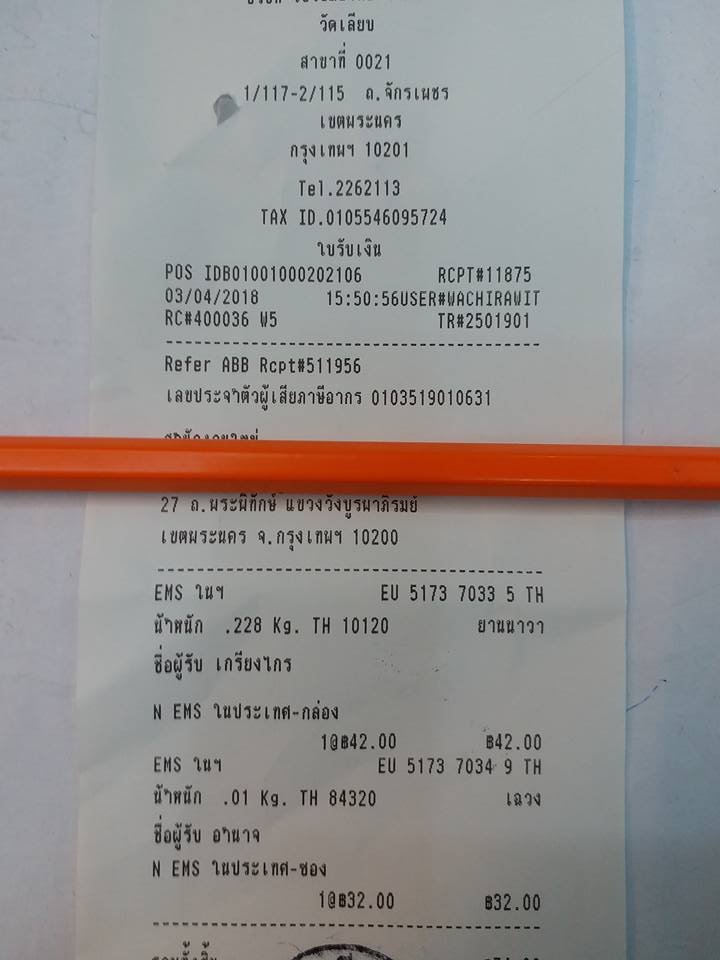 วัดเลียบ
สาขาที่ 0021
1/117-2/115 ถ.จักรเพชร
เขตพระนคร
กรุงเทพฯ 10201
Tel.2262113
TAX ID.0105546095724
ใบรับเงิน
POS IDB01001000202106 RCPT#11875
03/04/2018 15:50:56USER#WACHIRAWIT
RC#400036 W5 TR#2501901
Refer ABB Rcpt#511956
เลขประจำตัวผู้เสียภาษีอากร 0103519010631
27 ถ.พระพิทักษ์ แขวงวังบูรพาภิรมย์
เขตพระนคร จ.กรุงเทพฯ 10200
EMS ในฯ EU 5173 7033 5 TH
น้ำหนัก .228 Kg. TH 10120 ยานนาวา
ชื่อผู้รับ เกรียงไกร
N EMS ในประเทศ-กล่อง
1@฿42.00 ฿42.00
EMS ในฯ EU 5173 7034 9 TH
น้ำหนัก .01 Kg. TH 84320 เฉวง
ชื่อผู้รับ อำนาจ
N EMS ในประเทศ-ซอง
1@฿32.00 ฿32.00